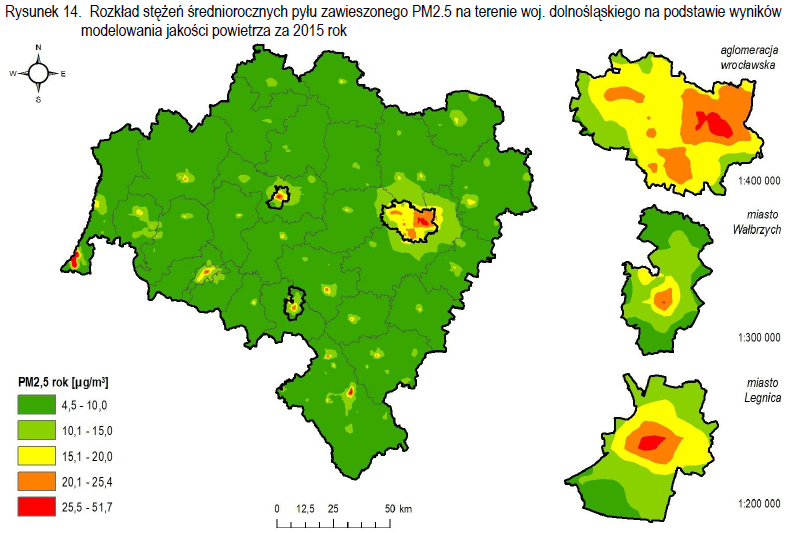 Rysunek 14. Rozkład stężeń średniorocznych pyłu zawieszonego PM2.5 na terenie woj. dolnośląskiego na podstawie wyników
modelowania jakości powietrza za 2015 rok
N
W E
S
aglomeracja
wrocławska
1:400 000
miasto
Wałbrzych
1:300 000
miasto
Legnica
1:200 000
PM2,5 rok [µg/m³]
4,5 - 10,0
10,1 - 15,0
15,1 - 20,0
20,1 - 25,4
25,5 - 51,7
0 12,5 25 50 km